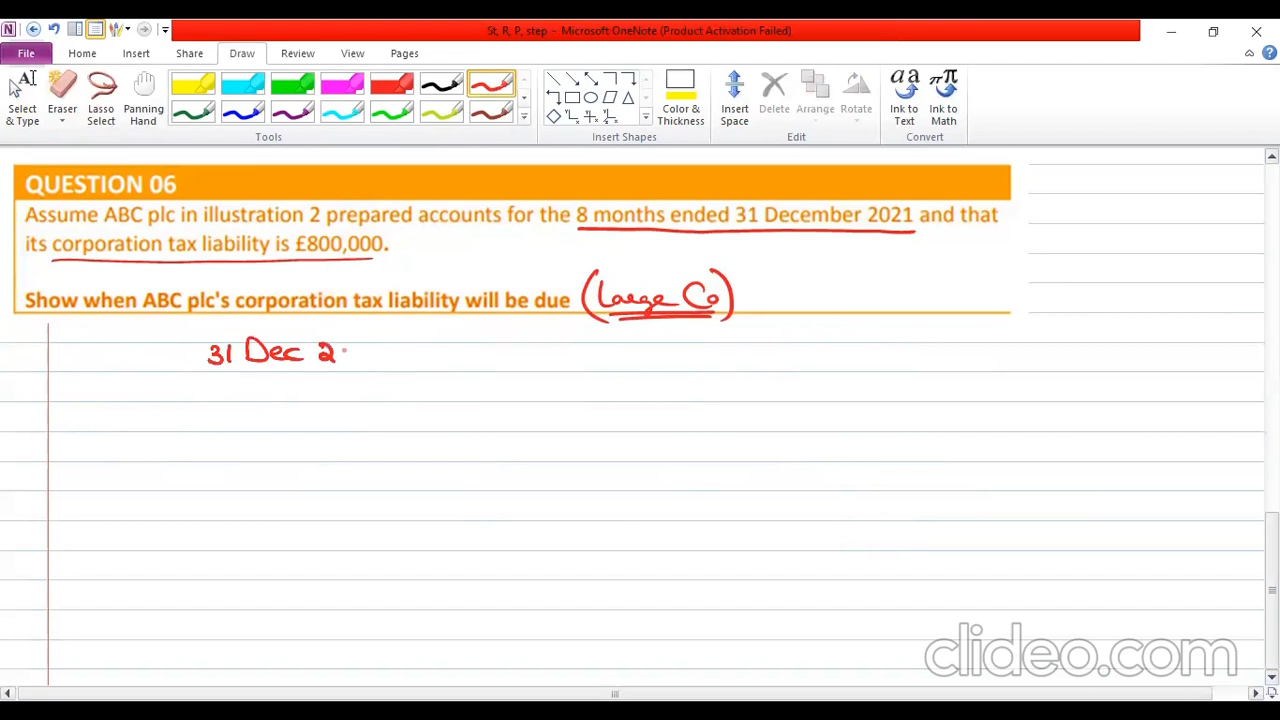 St, R, P, step - Microsoft OneNote (Product Activation Failed)
File Home Insert Share Draw Review View Pages
Select & Type
Eraser
Lasso Select
Panning Hand
Color & Thickness
Insert Space
Delete
Arrange
Rotate
Ink to Text
Ink to Math
Tools
Insert Shapes
Edit
Convert
QUESTION 06
Assume ABC plc in illustration 2 prepared accounts for the 8 months ended 31 December 2021 and that
its corporation tax liability is £800,000.
Show when ABC plc's corporation tax liability will be due (Large Co)
31 Dec 2
clideo.com